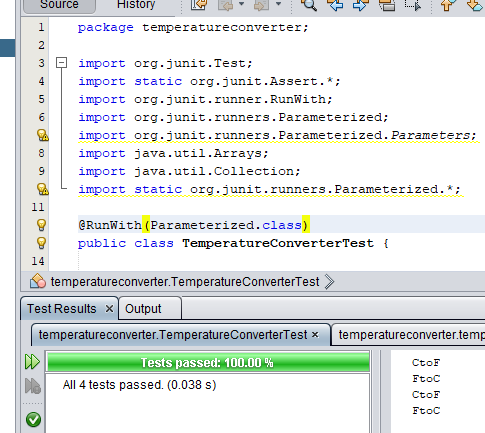 Source History
1 package temperatureconverter;
2
3 import org.junit.Test;
4 import static org.junit.Assert.*;
5 import org.junit.runner.RunWith;
6 import org.junit.runners.Parameterized;
import org.junit.runners.Parameterized.Parameters;
8 import java.util.Arrays;
9 import java.util.Collection;
import static org.junit.runners.Parameterized.*;
11
@RunWith(Parameterized.class)
public class TemperatureConverterTest {
14
temperatureconverter.TemperatureConverterTest
Test Results × Output
temperatureconverter.TemperatureConverterTest × temperatureconverter.temp
Tests passed: 100.00 %
All 4 tests passed. (0.038 s)
CtoF
FtoC
CtoF
FtoC